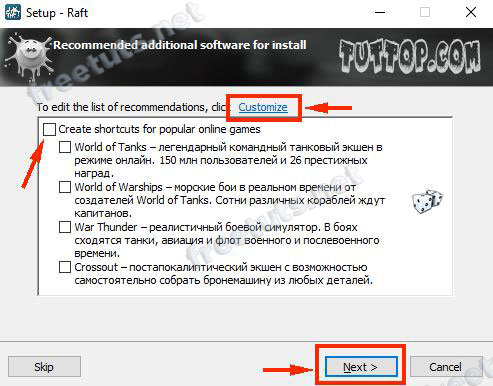 Setup - Raft
Recommended additional software for install
TUTTOP.COM
To edit the list of recommendations, click Customize
Create shortcuts for popular online games
World of Tanks – легендарный командный танковый экшен в
режиме онлайн. 150 млн пользователей и 26 престижных
наград.
World of Warships – морские бои в реальном времени от
создателей World of Tanks. Сотни различных кораблей ждут
капитанов.
War Thunder – реалистичный боевой симулятор. В боях
сходятся танки, авиация и флот военного и послевоенного
времени.
Crossout – постапокалиптический экшен с возможностью
самостоятельно собрать бронемашину из любых деталей.
Skip
Next >
Cancel
freetuts.net
freetuts.net
freetuts.net
freetuts.net